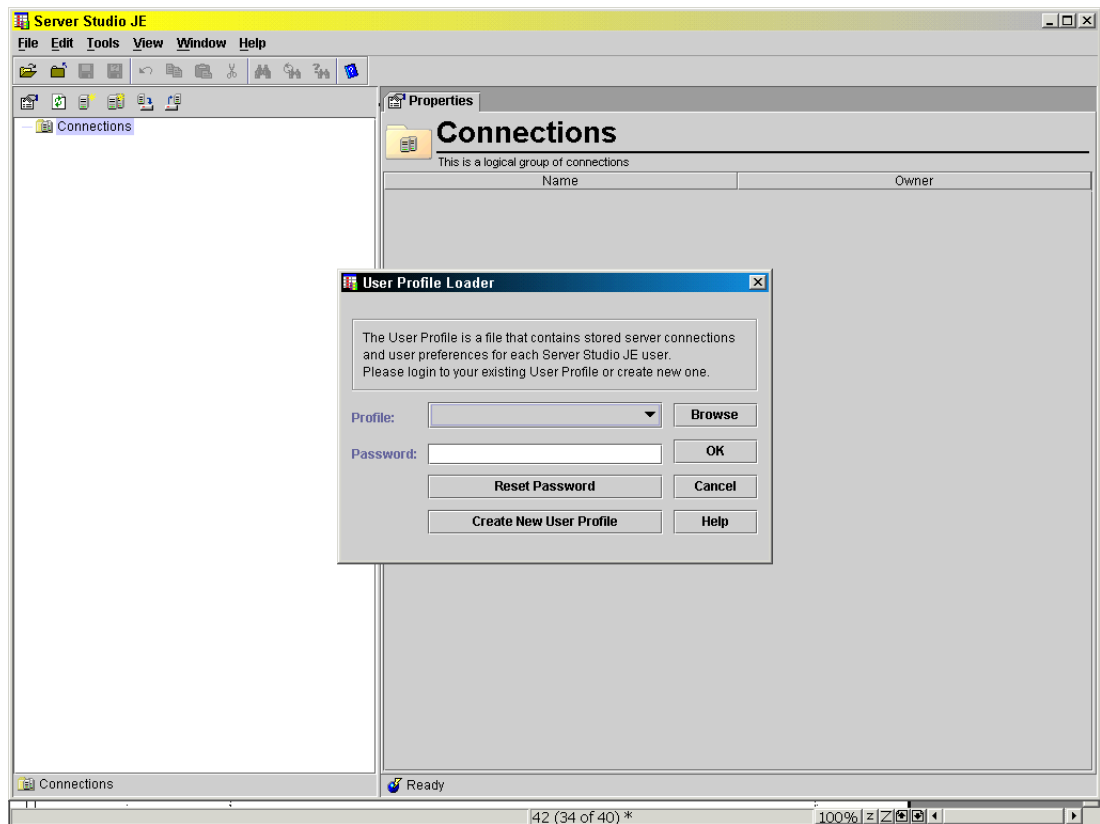 Server Studio JE
File Edit Tools View Window Help
Properties
Connections
Connections
This is a logical group of connections
Name Owner
User Profile Loader
The User Profile is a file that contains stored server connections
and user preferences for each Server Studio JE user.
Please login to your existing User Profile or create new one.
Profile: Browse
Password: OK
Reset Password Cancel
Create New User Profile Help
Connections Ready
42 (34 of 40) * 100% z Z